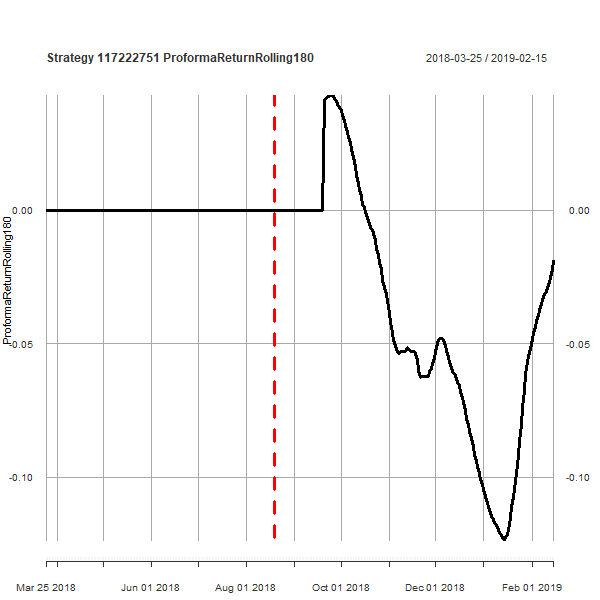 Strategy 117222751 ProformaReturnRolling180
2018-03-25 / 2019-02-15
0.00
0.00
ProformaReturnRolling180
-0.05
-0.05
-0.10
-0.10
Mar 25 2018
Jun 01 2018
Aug 01 2018
Oct 01 2018
Dec 01 2018
Feb 01 2019